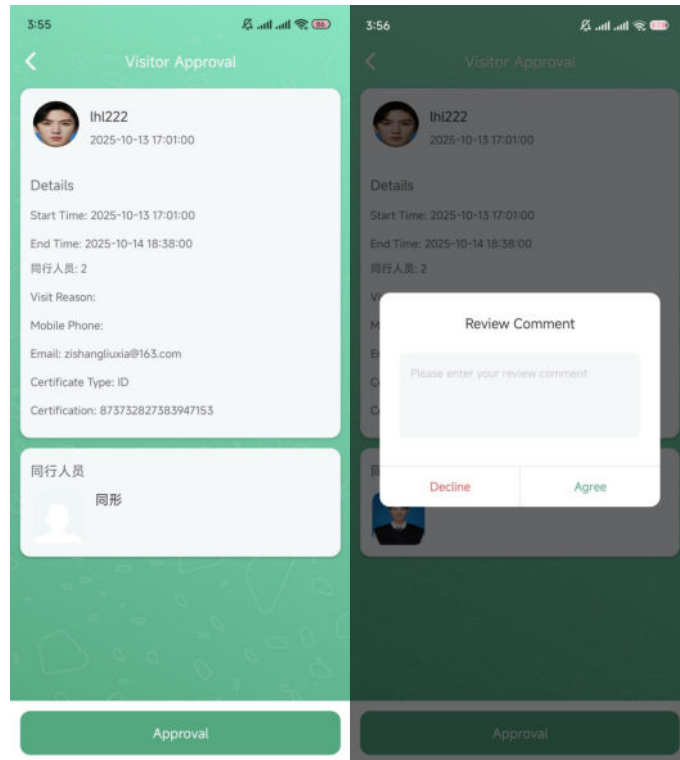 3:55
86
Visitor Approval
lhl222
2025-10-13 17:01:00
Details
Start Time: 2025-10-13 17:01:00
End Time: 2025-10-14 18:38:00
同行人员: 2
Visit Reason:
Mobile Phone:
Email: zishangliuxia@163.com
Certificate Type: ID
Certification: 873732827383947153
同行人员
同形
Approval
3:56
Visitor Approval
lhl222
2025-10-13 17:01:00
Details
Start Time: 2025-10-13 17:01:00
End Time: 2025-10-14 18:38:00
同行人员: 2
Review Comment
Please enter your review comment
Decline
Agree
Approval